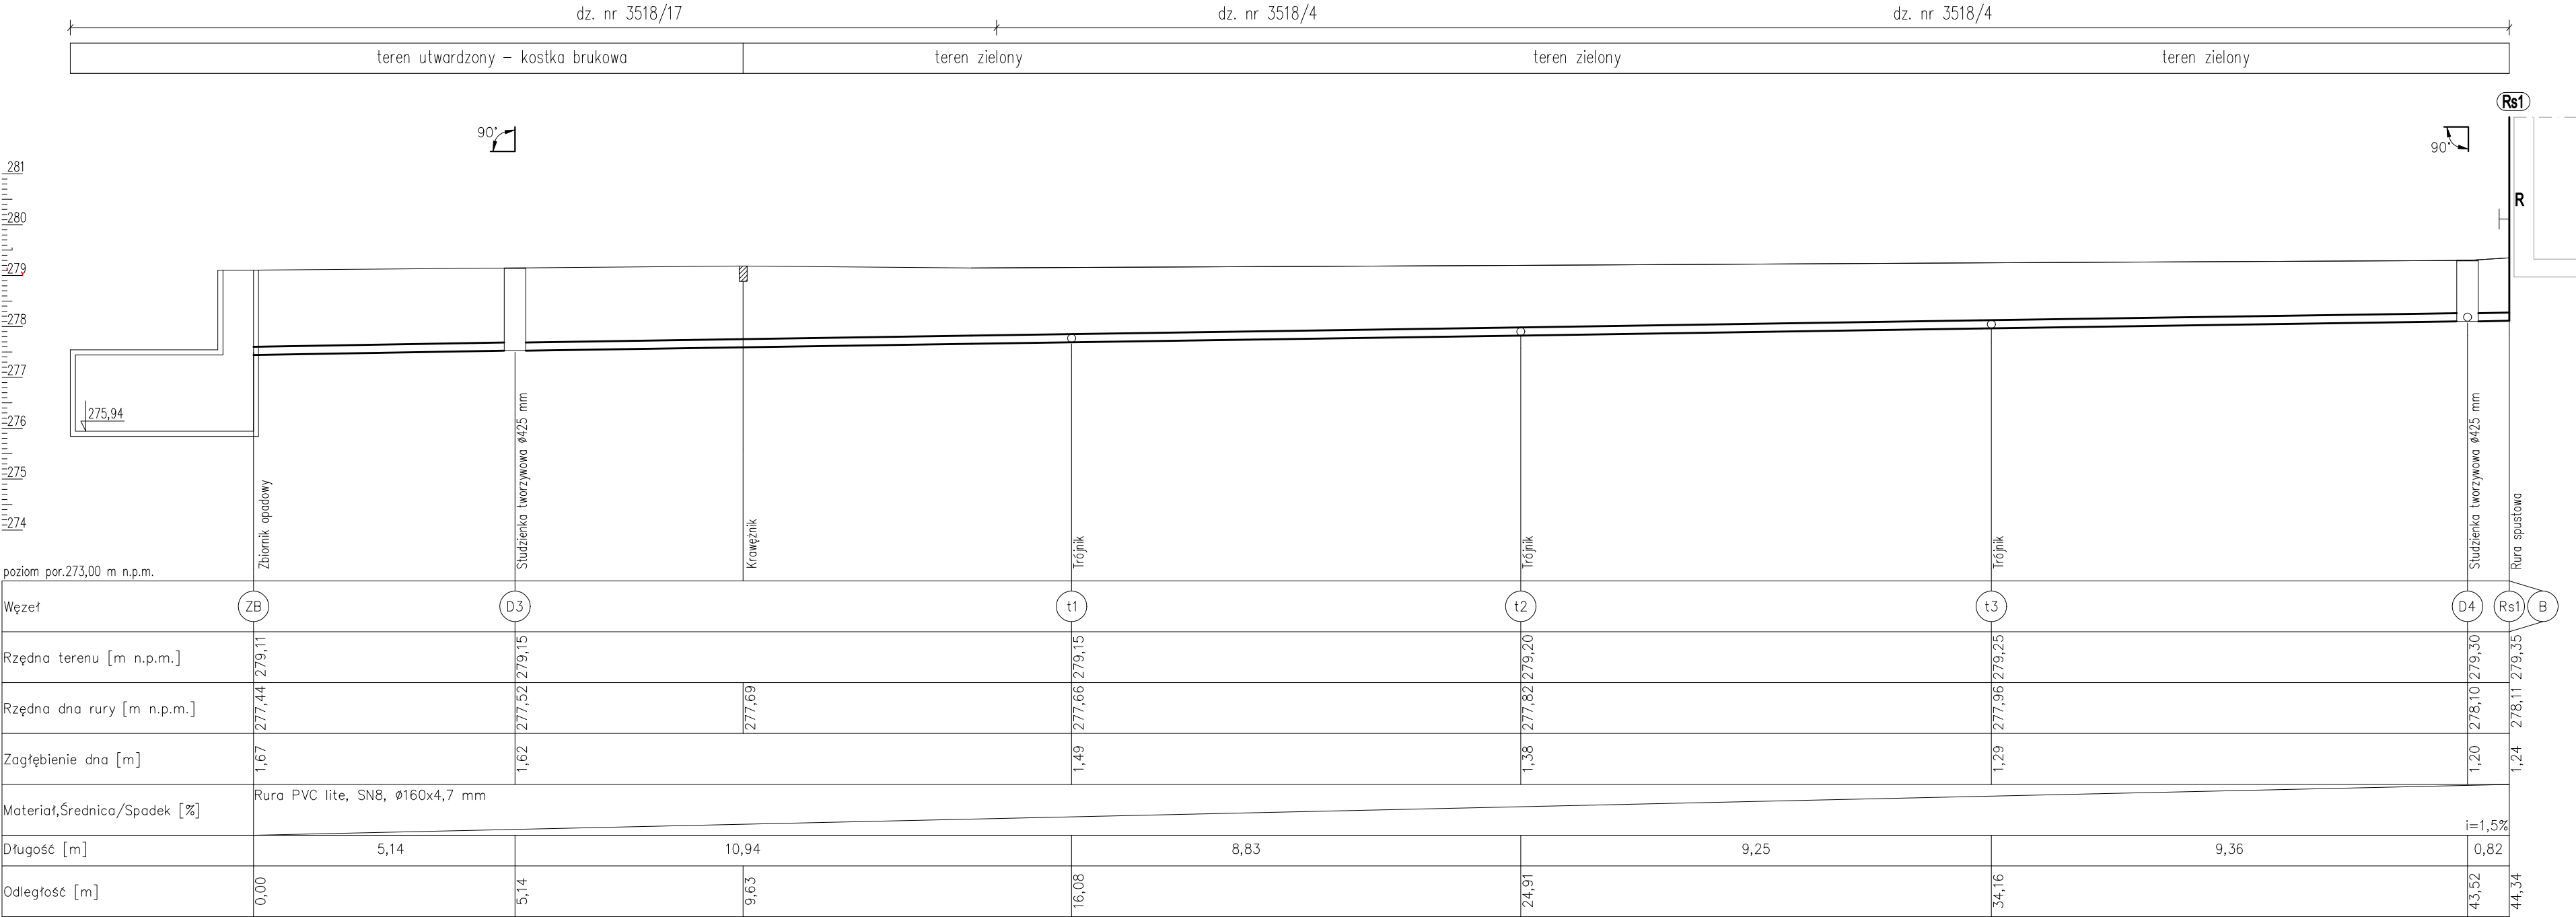 dz. nr 3518/17
dz. nr 3518/4
dz. nr 3518/4
teren utwardzony – kostka brukowa
teren zielony
teren zielony
teren zielony
Rs1
90°
90°
R
281
280
279
278
277
276
275
274
275,94
Zbiornik opadowy
Studzienka tworzywowa ø425 mm
Krawężnik
Trójnik
Trójnik
Trójnik
Studzienka tworzywowa ø425 mm
Rura spustowa
poziom por.273,00 m n.p.m.
Węzeł
ZB
D3
t1
t2
t3
D4
Rs1
B
Rzędna terenu [m n.p.m.]
279,11
279,15
279,15
279,20
279,25
279,30
279,35
Rzędna dna rury [m n.p.m.]
277,44
277,52
277,69
277,66
277,82
277,96
278,10
278,11
Zagłębienie dna [m]
1,67
1,62
1,49
1,38
1,29
1,20
1,24
Materiał,Średnica/Spadek [%]
Rura PVC lite, SN8, ø160x4,7 mm
i=1,5%
Długość [m]
5,14
10,94
8,83
9,25
9,36
0,82
Odległość [m]
0,00
5,14
9,63
16,08
24,91
34,16
43,52
44,34